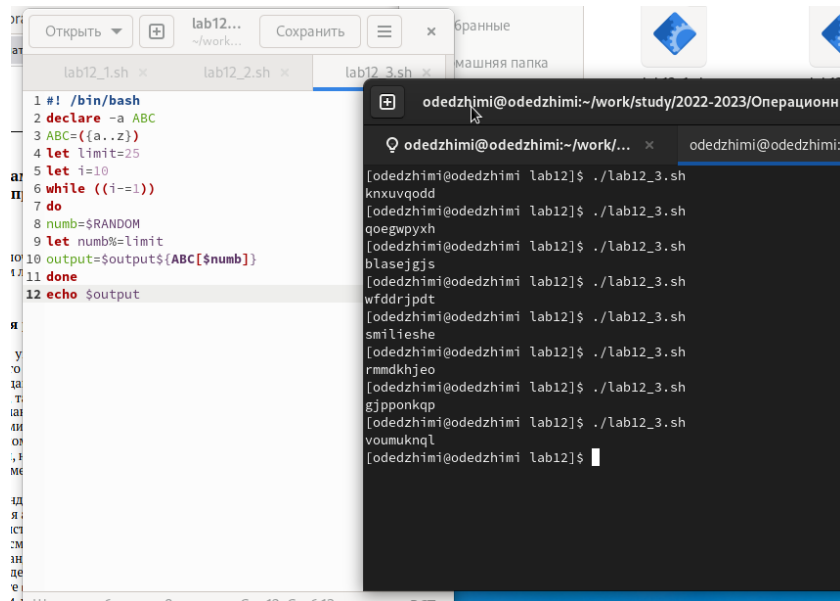 Открыть
lab12...
~/work...
Сохранить
lab12_1.sh
lab12_2.sh
lab12_3.sh
1 #! /bin/bash
2 declare -a ABC
3 ABC=({a..z})
4 let limit=25
5 let i=10
6 while ((i-=1))
7 do
8 numb=$RANDOM
9 let numb%=limit
10 output=$output${ABC[$numb]}
11 done
12 echo $output
odedzhimi@odedzhimi:~/work/study/2022-2023/Операционн
odedzhimi@odedzhimi:~/work/...
odedzhimi@odedzhimi:
[odedzhimi@odedzhimi lab12]$ ./lab12_3.sh
knxuvqodd
[odedzhimi@odedzhimi lab12]$ ./lab12_3.sh
qoegwpyxh
[odedzhimi@odedzhimi lab12]$ ./lab12_3.sh
blasejgjs
[odedzhimi@odedzhimi lab12]$ ./lab12_3.sh
wfddrjpdt
[odedzhimi@odedzhimi lab12]$ ./lab12_3.sh
smilieshe
[odedzhimi@odedzhimi lab12]$ ./lab12_3.sh
rmmdkhjeo
[odedzhimi@odedzhimi lab12]$ ./lab12_3.sh
gjpponkqp
[odedzhimi@odedzhimi lab12]$ ./lab12_3.sh
voumuknql
[odedzhimi@odedzhimi lab12]$